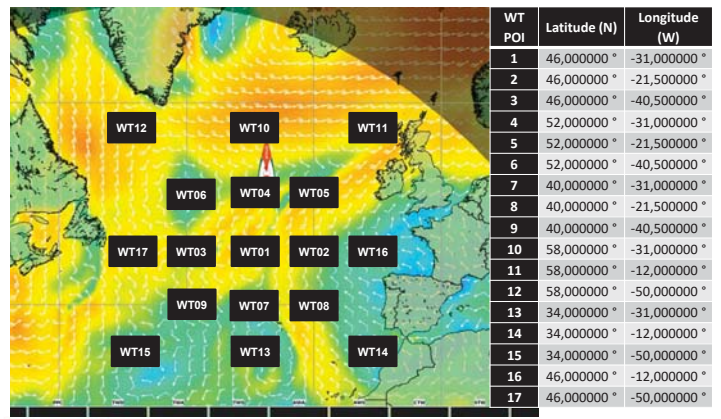 WT12 WT10 WT11
WT06 WT04 WT05
WT17 WT03 WT01 WT02 WT16
WT09 WT07 WT08
WT15 WT13 WT14
WT POI Latitude (N) Longitude (W)
1 46,000000 ° -31,000000 °
2 46,000000 ° -21,500000 °
3 46,000000 ° -40,500000 °
4 52,000000 ° -31,000000 °
5 52,000000 ° -21,500000 °
6 52,000000 ° -40,500000 °
7 40,000000 ° -31,000000 °
8 40,000000 ° -21,500000 °
9 40,000000 ° -40,500000 °
10 58,000000 ° -31,000000 °
11 58,000000 ° -12,000000 °
12 58,000000 ° -50,000000 °
13 34,000000 ° -31,000000 °
14 34,000000 ° -12,000000 °
15 34,000000 ° -50,000000 °
16 46,000000 ° -12,000000 °
17 46,000000 ° -50,000000 °